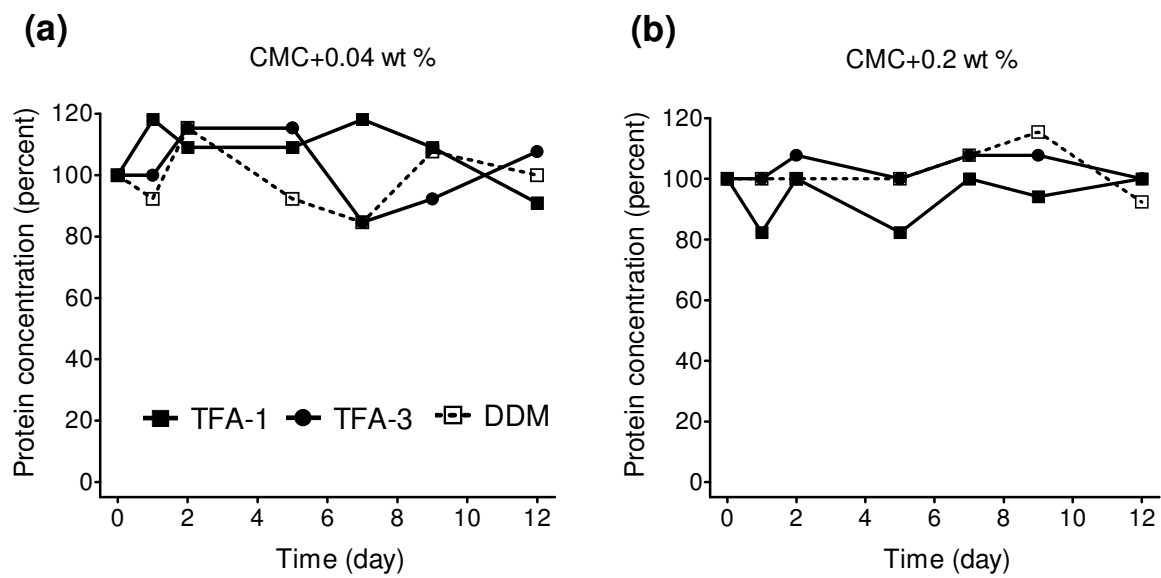 (a)
CMC+0.04 wt %
Protein concentration (percent)
120
100
80
60
40
20
0
TFA-1 TFA-3 DDM
0 2 4 6 8 10 12
Time (day)
(b)
CMC+0.2 wt %
Protein concentration (percent)
120
100
80
60
40
20
0
0 2 4 6 8 10 12
Time (day)